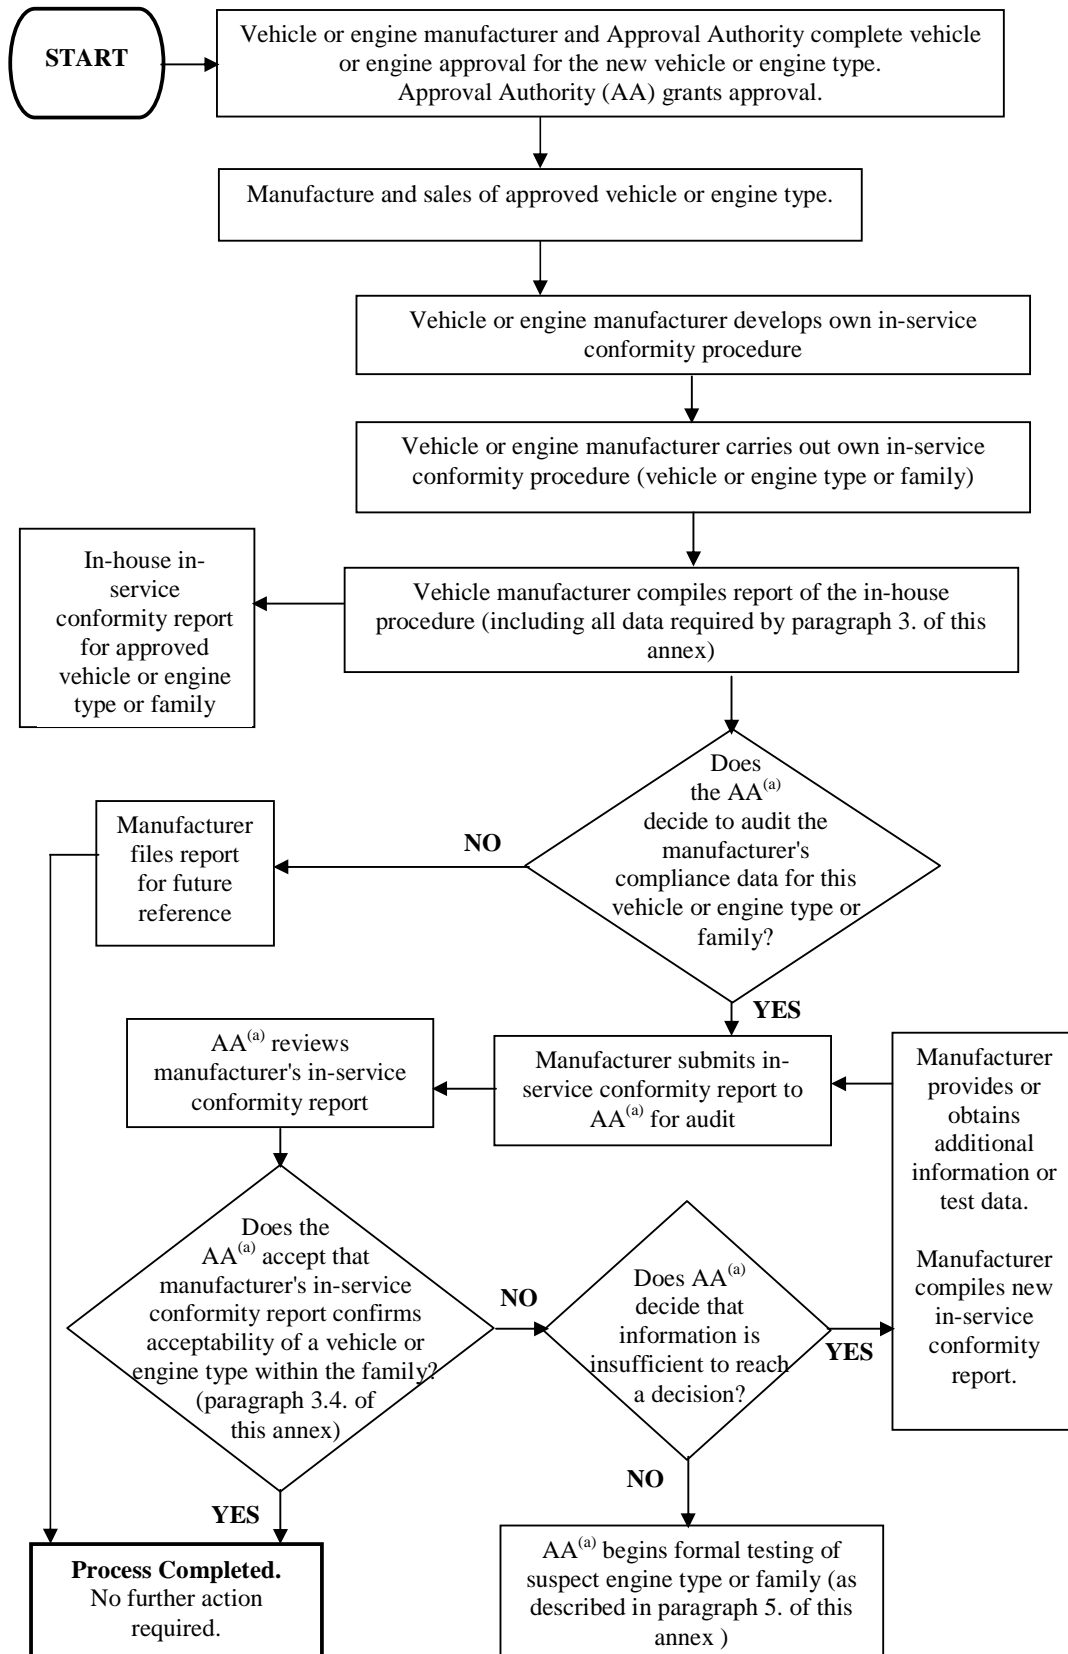 START
Vehicle or engine manufacturer and Approval Authority complete vehicle
or engine approval for the new vehicle or engine type.
Approval Authority (AA) grants approval.
Manufacture and sales of approved vehicle or engine type.
Vehicle or engine manufacturer develops own in-service
conformity procedure
Vehicle or engine manufacturer carries out own in-service
conformity procedure (vehicle or engine type or family)
In-house in-
service
conformity report
for approved
vehicle or engine
type or family
Vehicle manufacturer compiles report of the in-house
procedure (including all data required by paragraph 3. of this
annex)
Does
the AA(a)
decide to audit the
manufacturer's
compliance data for this
vehicle or engine type or
family?
NO
Manufacturer
files report
for future
reference
YES
AA(a) reviews
manufacturer's in-service
conformity report
Manufacturer submits in-
service conformity report to
AA(a) for audit
Manufacturer
provides or
obtains
additional
information or
test data.
Manufacturer
compiles new
in-service
conformity
report.
Does the
AA(a) accept that
manufacturer's in-service
conformity report confirms
acceptability of a vehicle or
engine type within the family?
(paragraph 3.4. of
this annex)
NO
Does AA(a)
decide that
information is
insufficient to reach
a decision?
YES
NO
YES
Process Completed.
No further action
required.
AA(a) begins formal testing of
suspect engine type or family (as
described in paragraph 5. of this
annex )